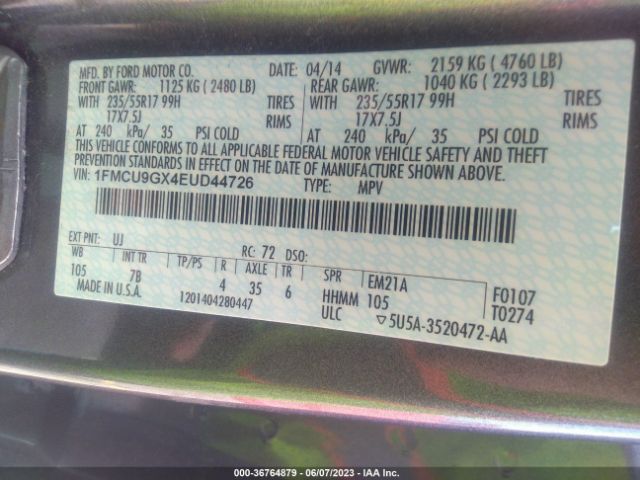 MFD. BY FORD MOTOR CO. DATE: 04/14 GVWR: 2159 KG ( 4760 LB)
FRONT GAWR: 1125 KG ( 2480 LB) REAR GAWR: 1040 KG ( 2293 LB)
WITH 235/55R17 99H TIRES WITH 235/55R17 99H TIRES
17X7.5J RIMS 17X7.5J RIMS
AT 240 kPa/ 35 PSI COLD AT 240 kPa/ 35 PSI COLD
THIS VEHICLE CONFORMS TO ALL APPLICABLE FEDERAL MOTOR VEHICLE SAFETY AND THEFT
PREVENTION STANDARDS IN EFFECT ON THE DATE OF MANUFACTURE SHOWN ABOVE.
VIN: 1FMCU9GX4EUD44726 TYPE: MPV
EXT PNT: UJ RC: 72 DSO:
WB INT TR TP/PS R AXLE TR SPR EM21A F0107
105 7B 4 35 6 HHMM 105 T0274
MADE IN U.S.A. 1201404280447 ULC ▽5U5A-3520472-AA
000-36764879 | 06/07/2023 - IAA Inc.